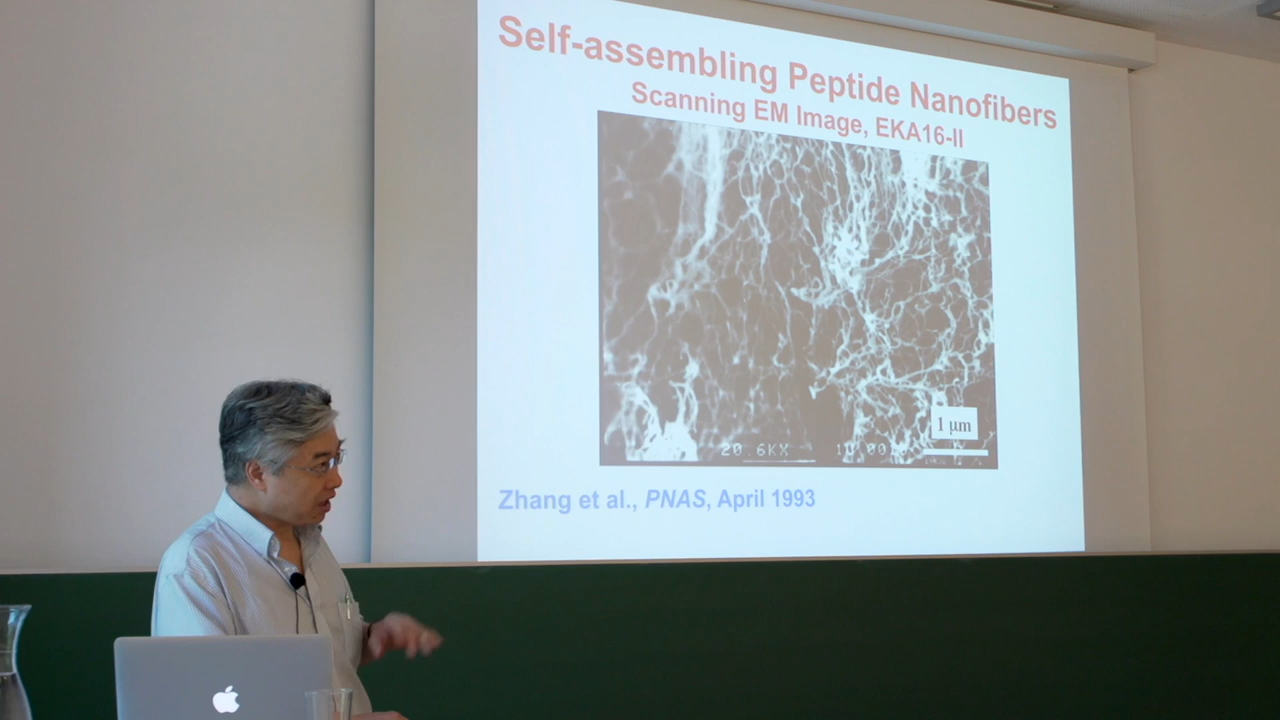 Self-assembling Peptide Nanofibers
Scanning EM Image, EKA16-II
1 μm
20.6KX
Zhang et al., PNAS, April 1993